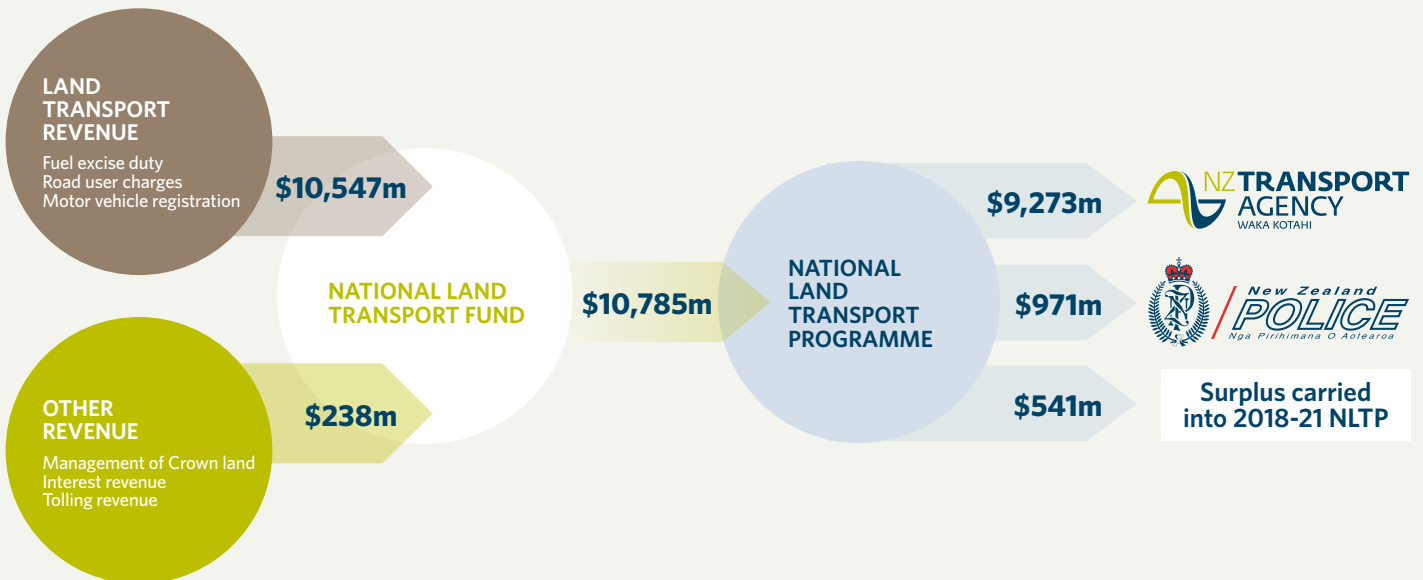 LAND
TRANSPORT
REVENUE
Fuel excise duty
Road user charges
Motor vehicle registration
$10,547m
OTHER
REVENUE
Management of Crown land
Interest revenue
Tolling revenue
$238m
NATIONAL LAND
TRANSPORT FUND
$10,785m
NATIONAL
LAND
TRANSPORT
PROGRAMME
$9,273m
NZ TRANSPORT
AGENCY
WAKA KOTAHI
$971m
New Zealand
POLICE
Nga Pirihimana O Aotearoa
$541m
Surplus carried
into 2018-21 NLTP